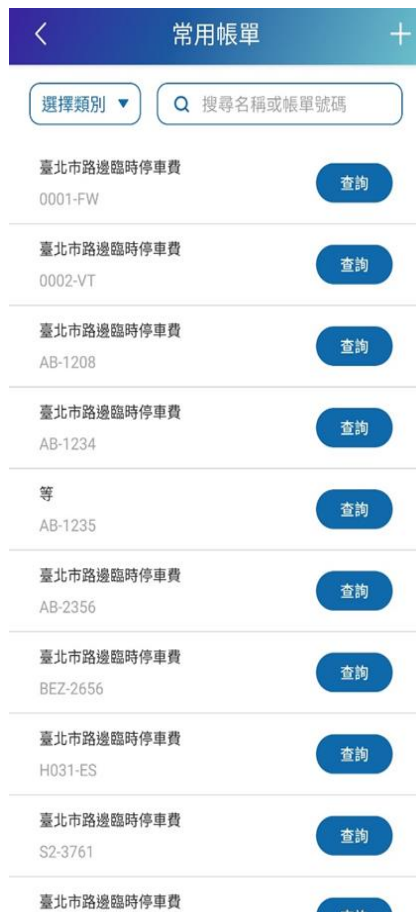 常用帳單
選擇類別
搜尋名稱或帳單號碼
臺北市路邊臨時停車費
查詢
0001-FW
臺北市路邊臨時停車費
查詢
0002-VT
臺北市路邊臨時停車費
查詢
AB-1208
臺北市路邊臨時停車費
查詢
AB-1234
等
查詢
AB-1235
臺北市路邊臨時停車費
查詢
AB-2356
臺北市路邊臨時停車費
查詢
BEZ-2656
臺北市路邊臨時停車費
查詢
H031-ES
臺北市路邊臨時停車費
查詢
S2-3761
臺北市路邊臨時停車費